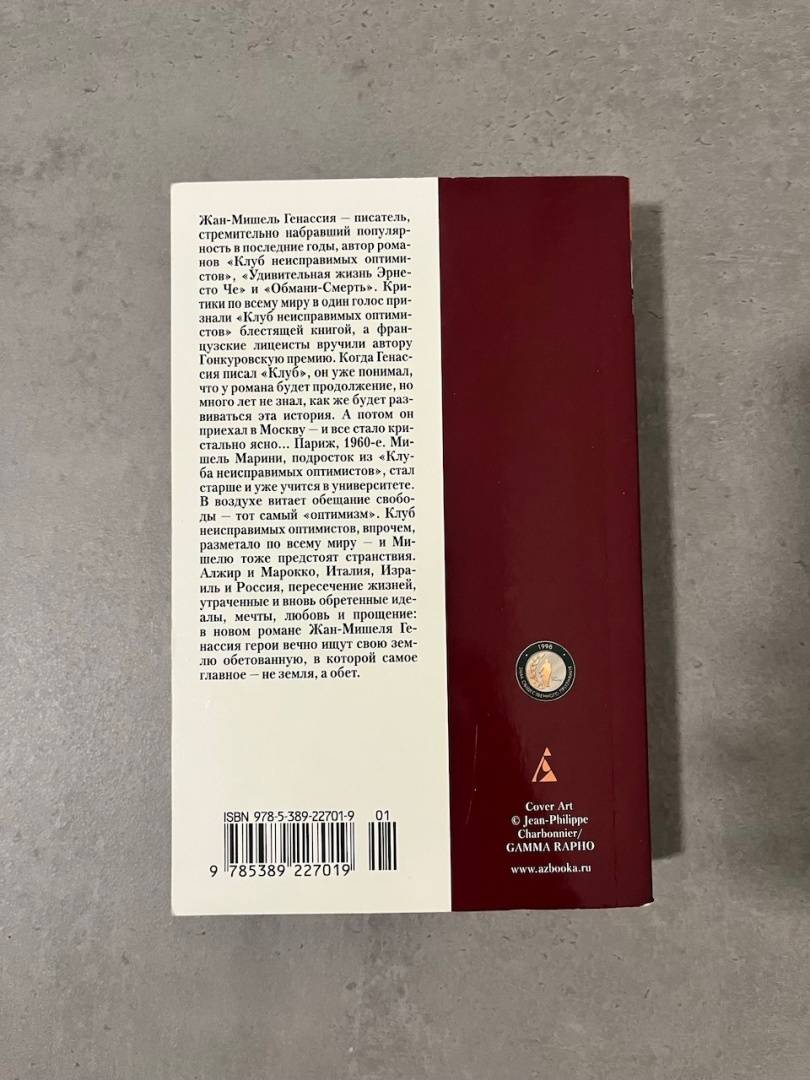 Жан-Мишель Генассия — писатель,
стремительно набравший популяр-
ность в последние годы, автор рома-
нов «Клуб неисправимых оптими-
стов», «Удивительная жизнь Эрне-
сто Че» и «Обмани-Смерть». Кри-
тики по всему миру в один голос при-
знали «Клуб неисправимых оптими-
стов» блестящей книгой, а фран-
цузские лицеисты вручили автору
Гонкуровскую премию. Когда Генас-
сия писал «Клуб», он уже понимал,
что у романа будет продолжение, но
много лет не знал, как же будет раз-
виваться эта история. А потом он
приехал в Москву — и все стало кри-
стально ясно... Париж, 1960-е. Ми-
шель Марини, подросток из «Клу-
ба неисправимых оптимистов», стал
старше и уже учится в университете.
В воздухе витает обещание свобо-
ды — тот самый «оптимизм». Клуб
неисправимых оптимистов, впрочем,
разметало по всему миру — и Ми-
шелю тоже предстоят странствия.
Алжир и Марокко, Италия, Изра-
иль и Россия, пересечение жизней,
утраченные и вновь обретенные иде-
алы, мечты, любовь и прощение:
в новом романе Жан-Мишеля Ге-
нассия герои вечно ищут свою зем-
лю обетованную, в которой самое
главное — не земля, а обет.
ISBN 978-5-389-22701-9 01
9 785389 227019
1996
ЗНАК ОБЩЕСТВЕННОГО ПРИЗНАНИЯ
Cover Art
© Jean-Philippe
Charbonnier/
GAMMA RAPHO
www.azbooka.ru